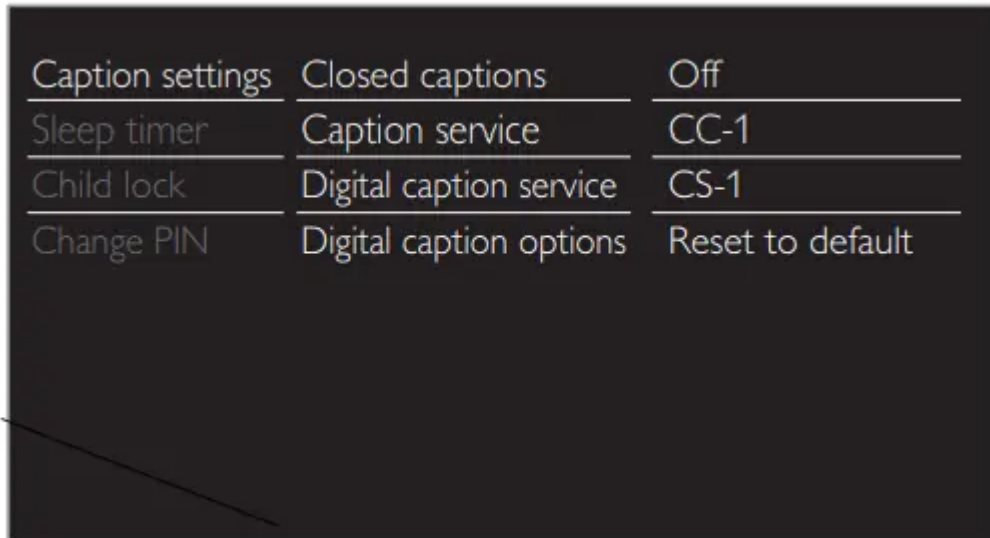 Caption settings Closed captions Off
Sleep timer Caption service CC-1
Child lock Digital caption service CS-1
Change PIN Digital caption options Reset to default